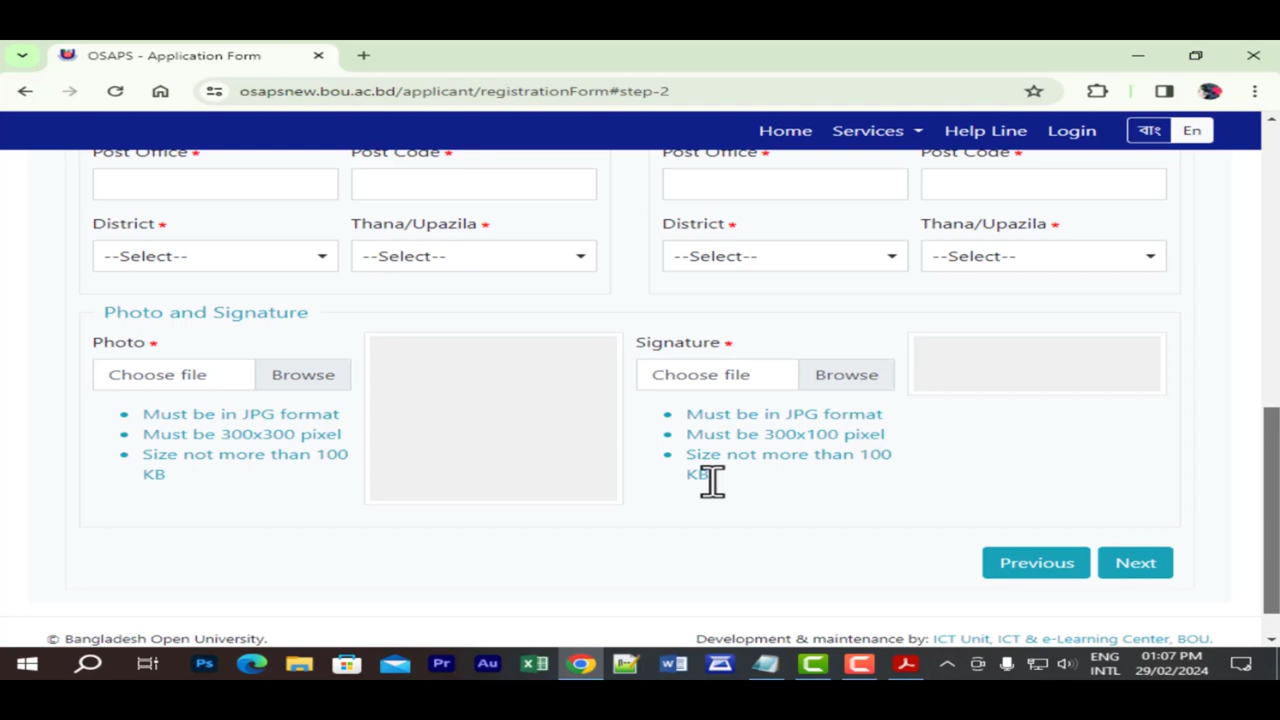 OSAPS - Application Form
osapsnew.bou.ac.bd/applicant/registrationForm#step-2
Home Services Help Line Login বাং En
Post Office * Post Code * Post Office * Post Code *
District * Thana/Upazila * District * Thana/Upazila *
--Select-- --Select-- --Select-- --Select--
Photo and Signature
Photo * Signature *
Choose file Browse Choose file Browse
• Must be in JPG format • Must be in JPG format
• Must be 300x300 pixel • Must be 300x100 pixel
• Size not more than 100 • Size not more than 100
KB KB
Previous Next
© Bangladesh Open University. Development & maintenance by: ICT Unit, ICT & e-Learning Center, BOU.
Ps Pr Au ENG 01:07 PM
INTL 29/02/2024